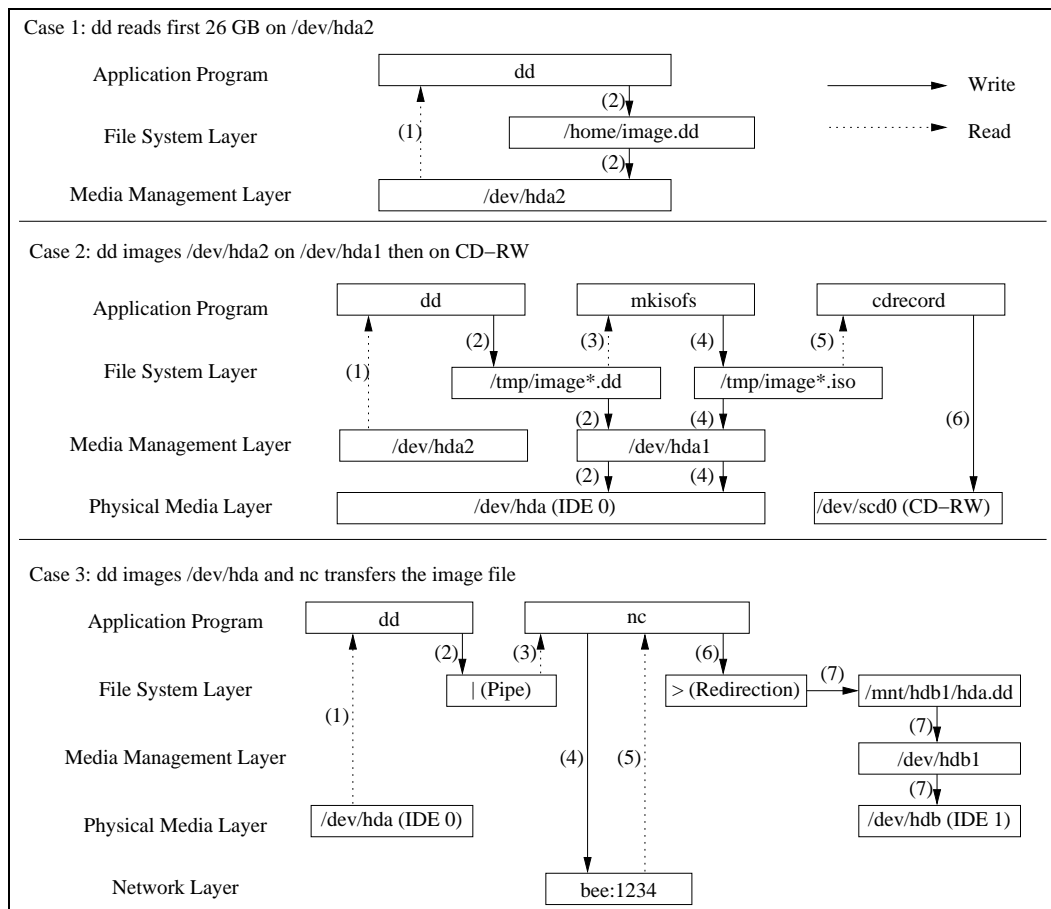 Case 1: dd reads first 26 GB on /dev/hda2
Application Program
dd
Write
(2)
(1)
File System Layer
/home/image.dd
Read
(2)
Media Management Layer
/dev/hda2
Case 2: dd images /dev/hda2 on /dev/hda1 then on CD−RW
Application Program
dd
mkisofs
cdrecord
(2)
(3)
(4)
(5)
(1)
File System Layer
/tmp/image*.dd
/tmp/image*.iso
(2)
(4)
(6)
Media Management Layer
/dev/hda2
/dev/hda1
(2)
(4)
Physical Media Layer
/dev/hda (IDE 0)
/dev/scd0 (CD−RW)
Case 3: dd images /dev/hda and nc transfers the image file
Application Program
dd
nc
(2)
(3)
(6)
File System Layer
| (Pipe)
> (Redirection)
(7)
/mnt/hdb1/hda.dd
(1)
(7)
Media Management Layer
(4)
(5)
/dev/hdb1
(7)
Physical Media Layer
/dev/hda (IDE 0)
/dev/hdb (IDE 1)
Network Layer
bee:1234